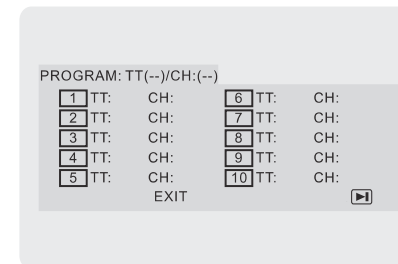 PROGRAM: TT(--)/CH:(--)
1 TT: CH: 6 TT: CH:
2 TT: CH: 7 TT: CH:
3 TT: CH: 8 TT: CH:
4 TT: CH: 9 TT: CH:
5 TT: CH: 10 TT: CH:
EXIT